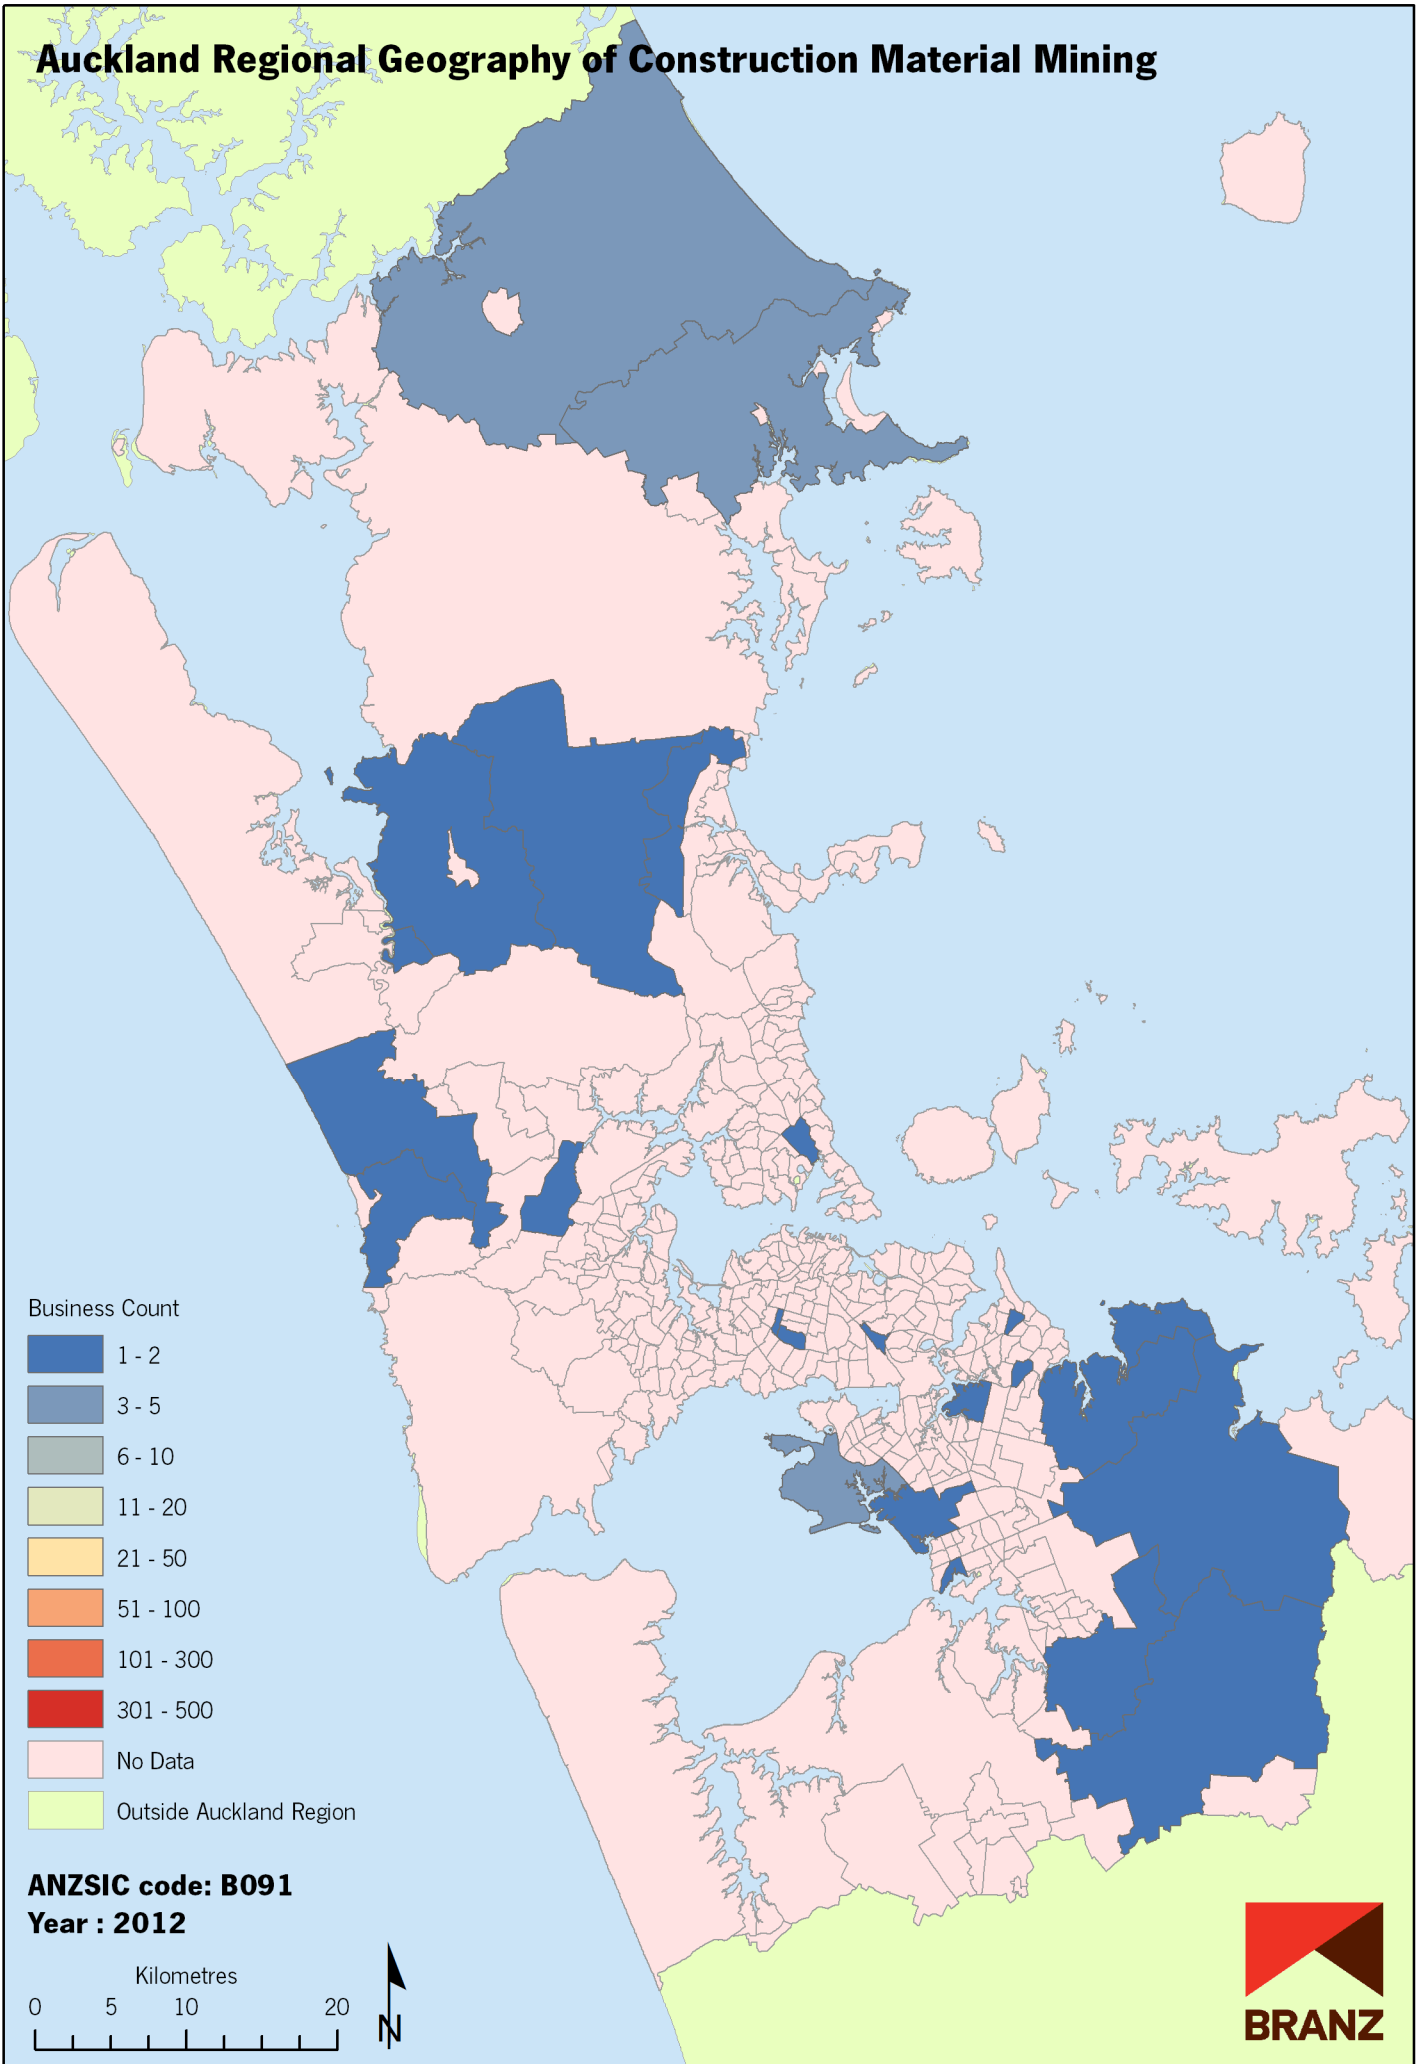 Auckland Regional Geography of Construction Material Mining
Business Count
1 - 2
3 - 5
6 - 10
11 - 20
21 - 50
51 - 100
101 - 300
301 - 500
No Data
Outside Auckland Region
ANZSIC code: B091
Year : 2012
Kilometres
0 5 10 20
N
BRANZ